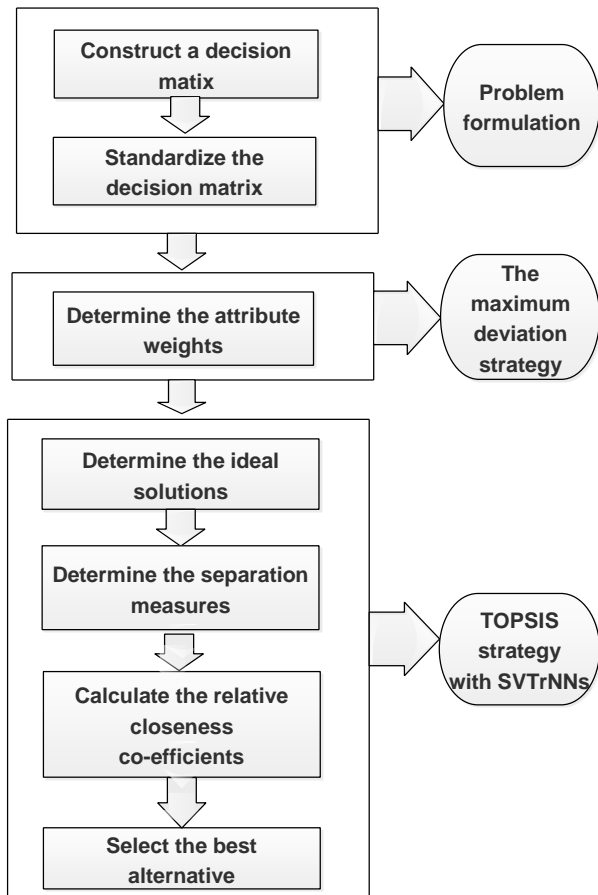 Construct a decision
matix
Standardize the
decision matrix
Problem
formulation
Determine the attribute
weights
The
maximum
deviation
strategy
Determine the ideal
solutions
Determine the separation
measures
Calculate the relative
closeness
co-efficients
Select the best
alternative
TOPSIS
strategy
with SVTrNNs